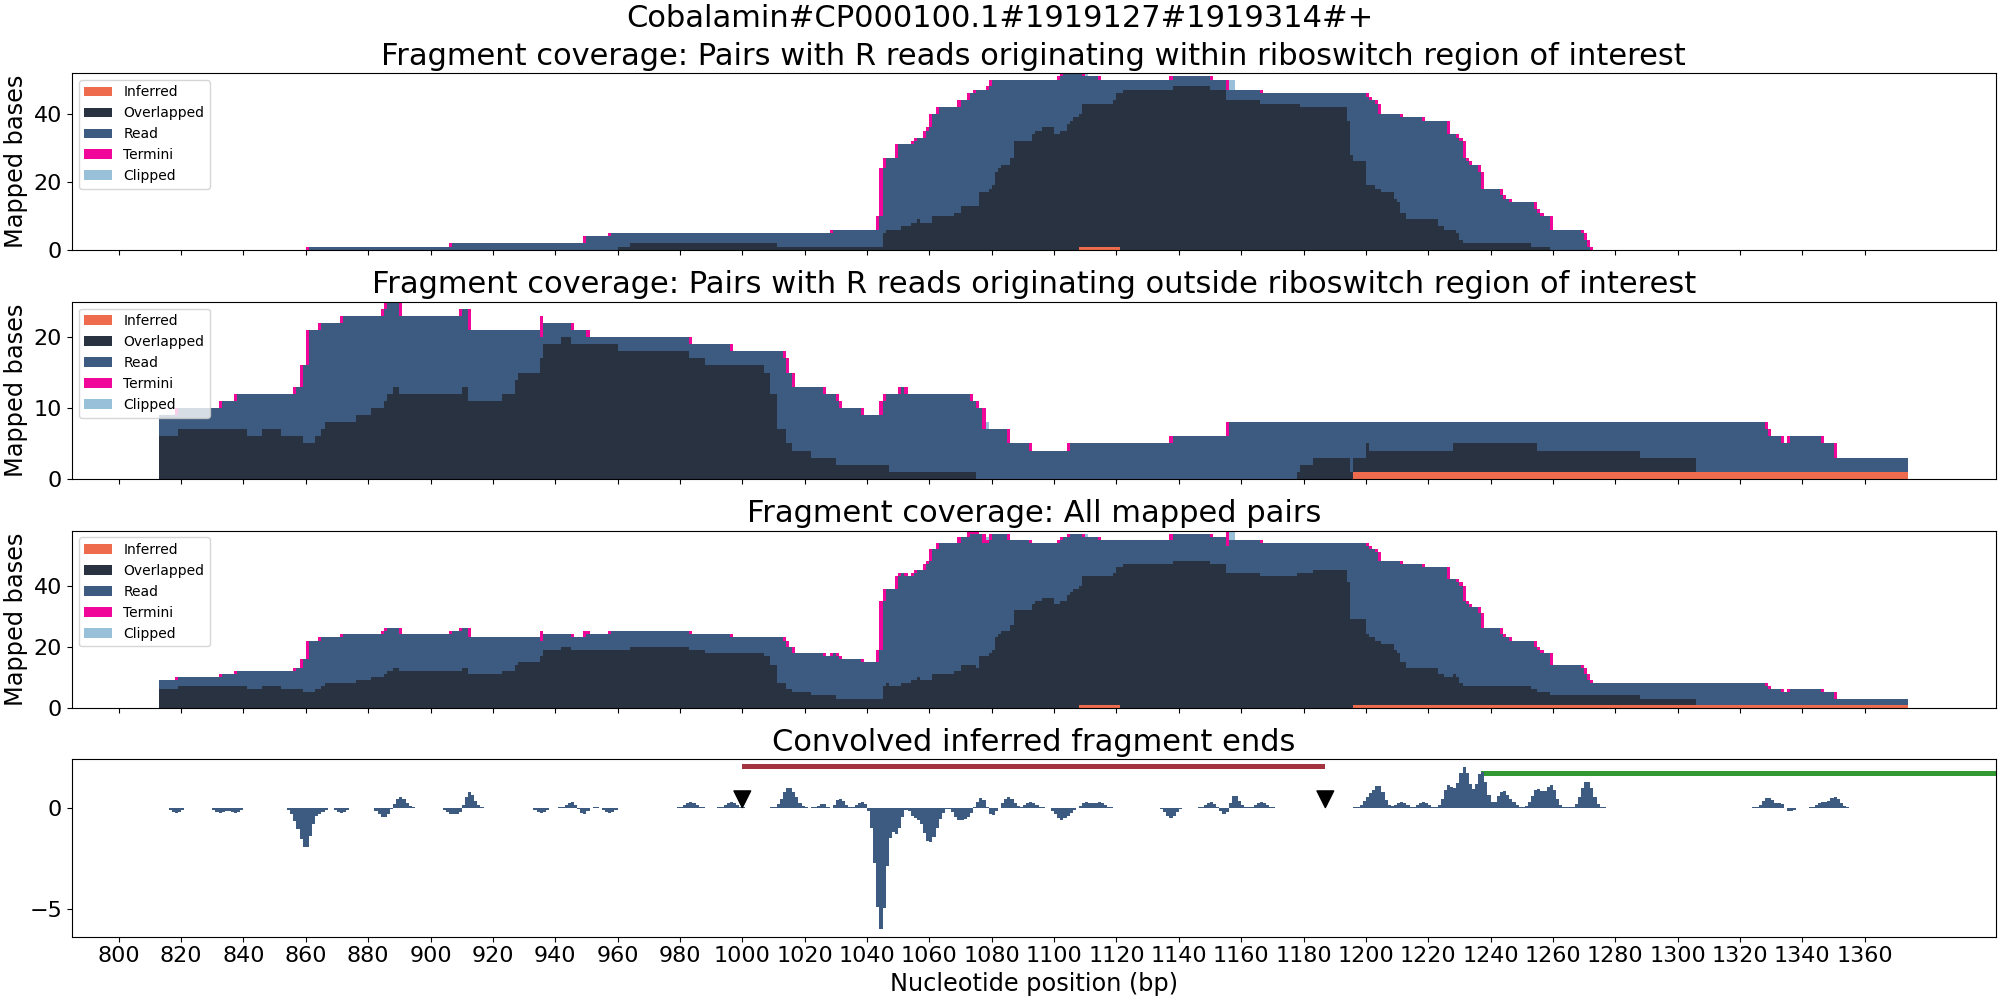 Cobalamin#CP000100.1#1919127#1919314#+
Fragment coverage: Pairs with R reads originating within riboswitch region of interest
Mapped bases
40
20
0
Inferred
Overlapped
Read
Termini
Clipped
Fragment coverage: Pairs with R reads originating outside riboswitch region of interest
Mapped bases
20
10
0
Inferred
Overlapped
Read
Termini
Clipped
Fragment coverage: All mapped pairs
Mapped bases
40
20
0
Inferred
Overlapped
Read
Termini
Clipped
Convolved inferred fragment ends
0
−5
800 820 840 860 880 900 920 940 960 980 1000 1020 1040 1060 1080 1100 1120 1140 1160 1180 1200 1220 1240 1260 1280 1300 1320 1340 1360
Nucleotide position (bp)